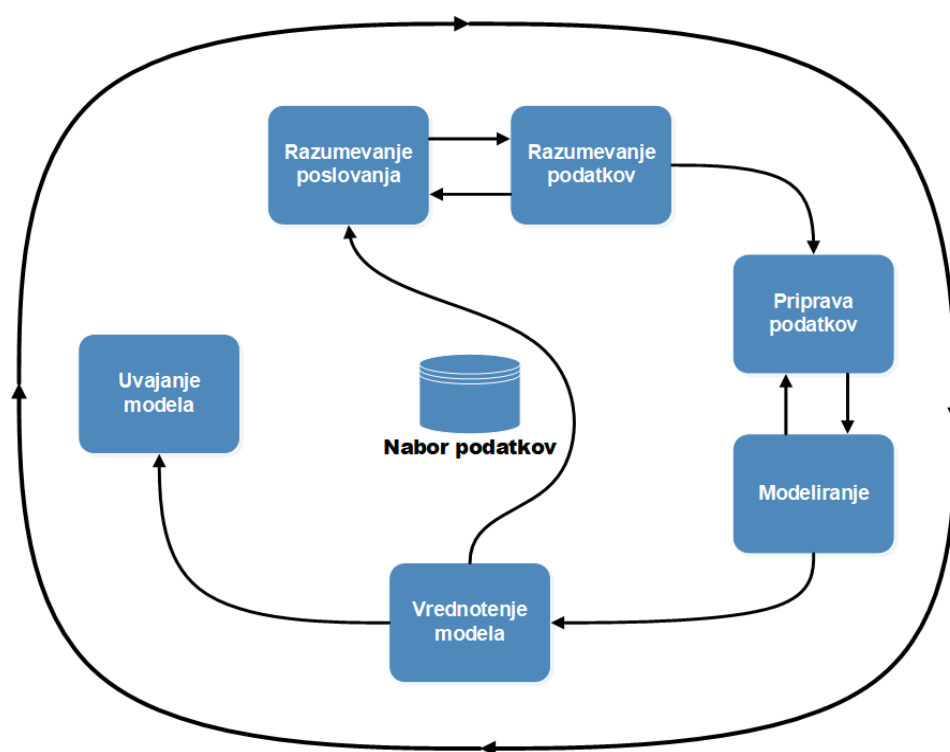 Razumevanje
poslovanja
Razumevanje
podatkov
Priprava
podatkov
Uvajanje
modela
Nabor podatkov
Modeliranje
Vrednotenje
modela